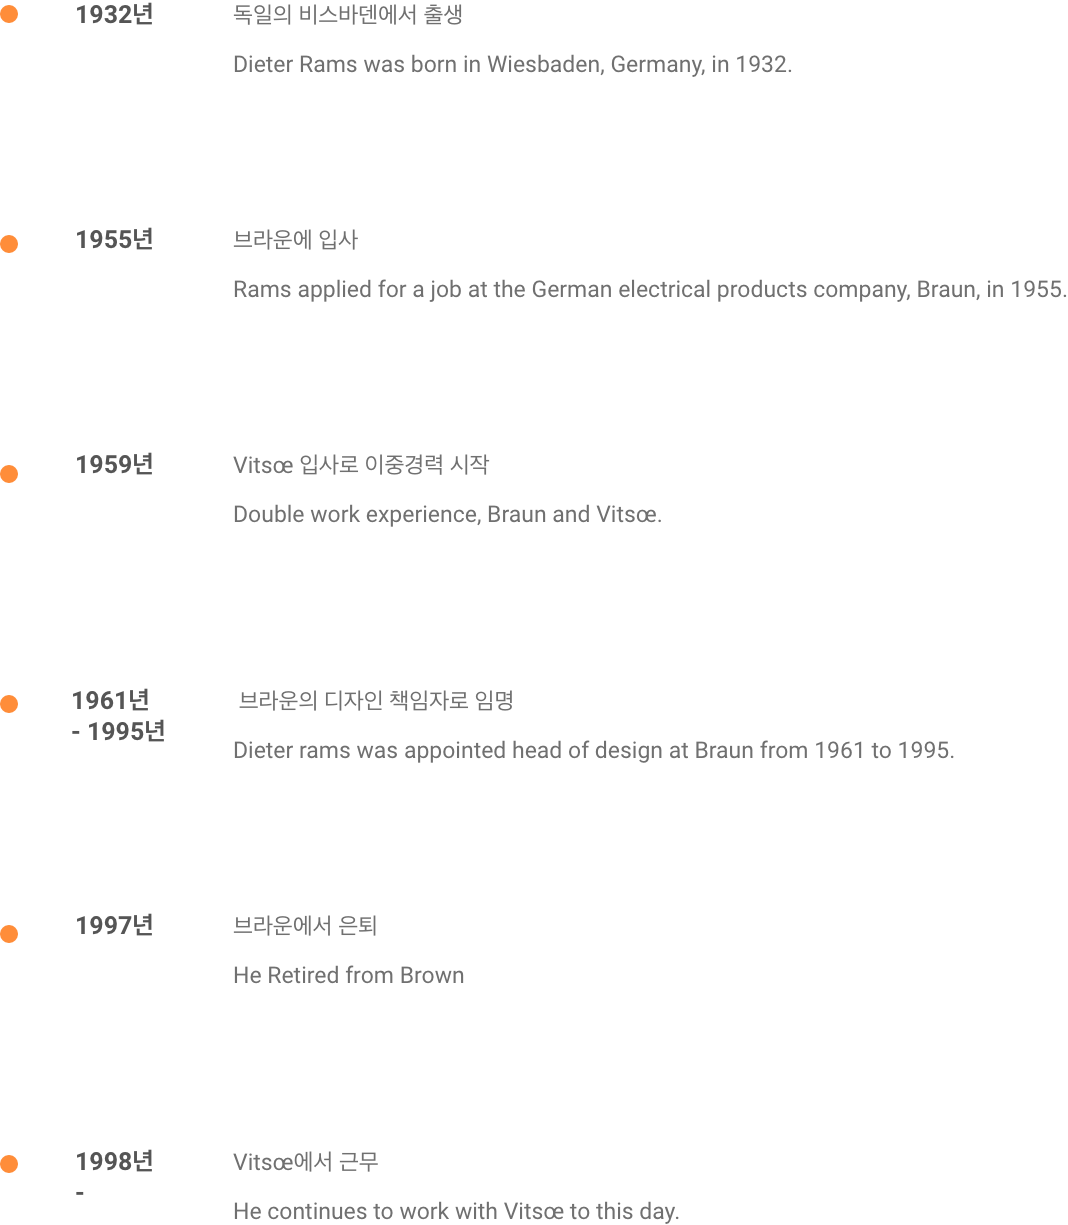 1932년 독일의 비스바덴에서 출생
Dieter Rams was born in Wiesbaden, Germany, in 1932.
1955년 브라운에 입사
Rams applied for a job at the German electrical products company, Braun, in 1955.
1959년 Vitsœ 입사로 이중경력 시작
Double work experience, Braun and Vitsœ.
1961년 브라운의 디자인 책임자로 임명
- 1995년
Dieter rams was appointed head of design at Braun from 1961 to 1995.
1997년 브라운에서 은퇴
He Retired from Brown
1998년 Vitsœ에서 근무
-
He continues to work with Vitsœ to this day.